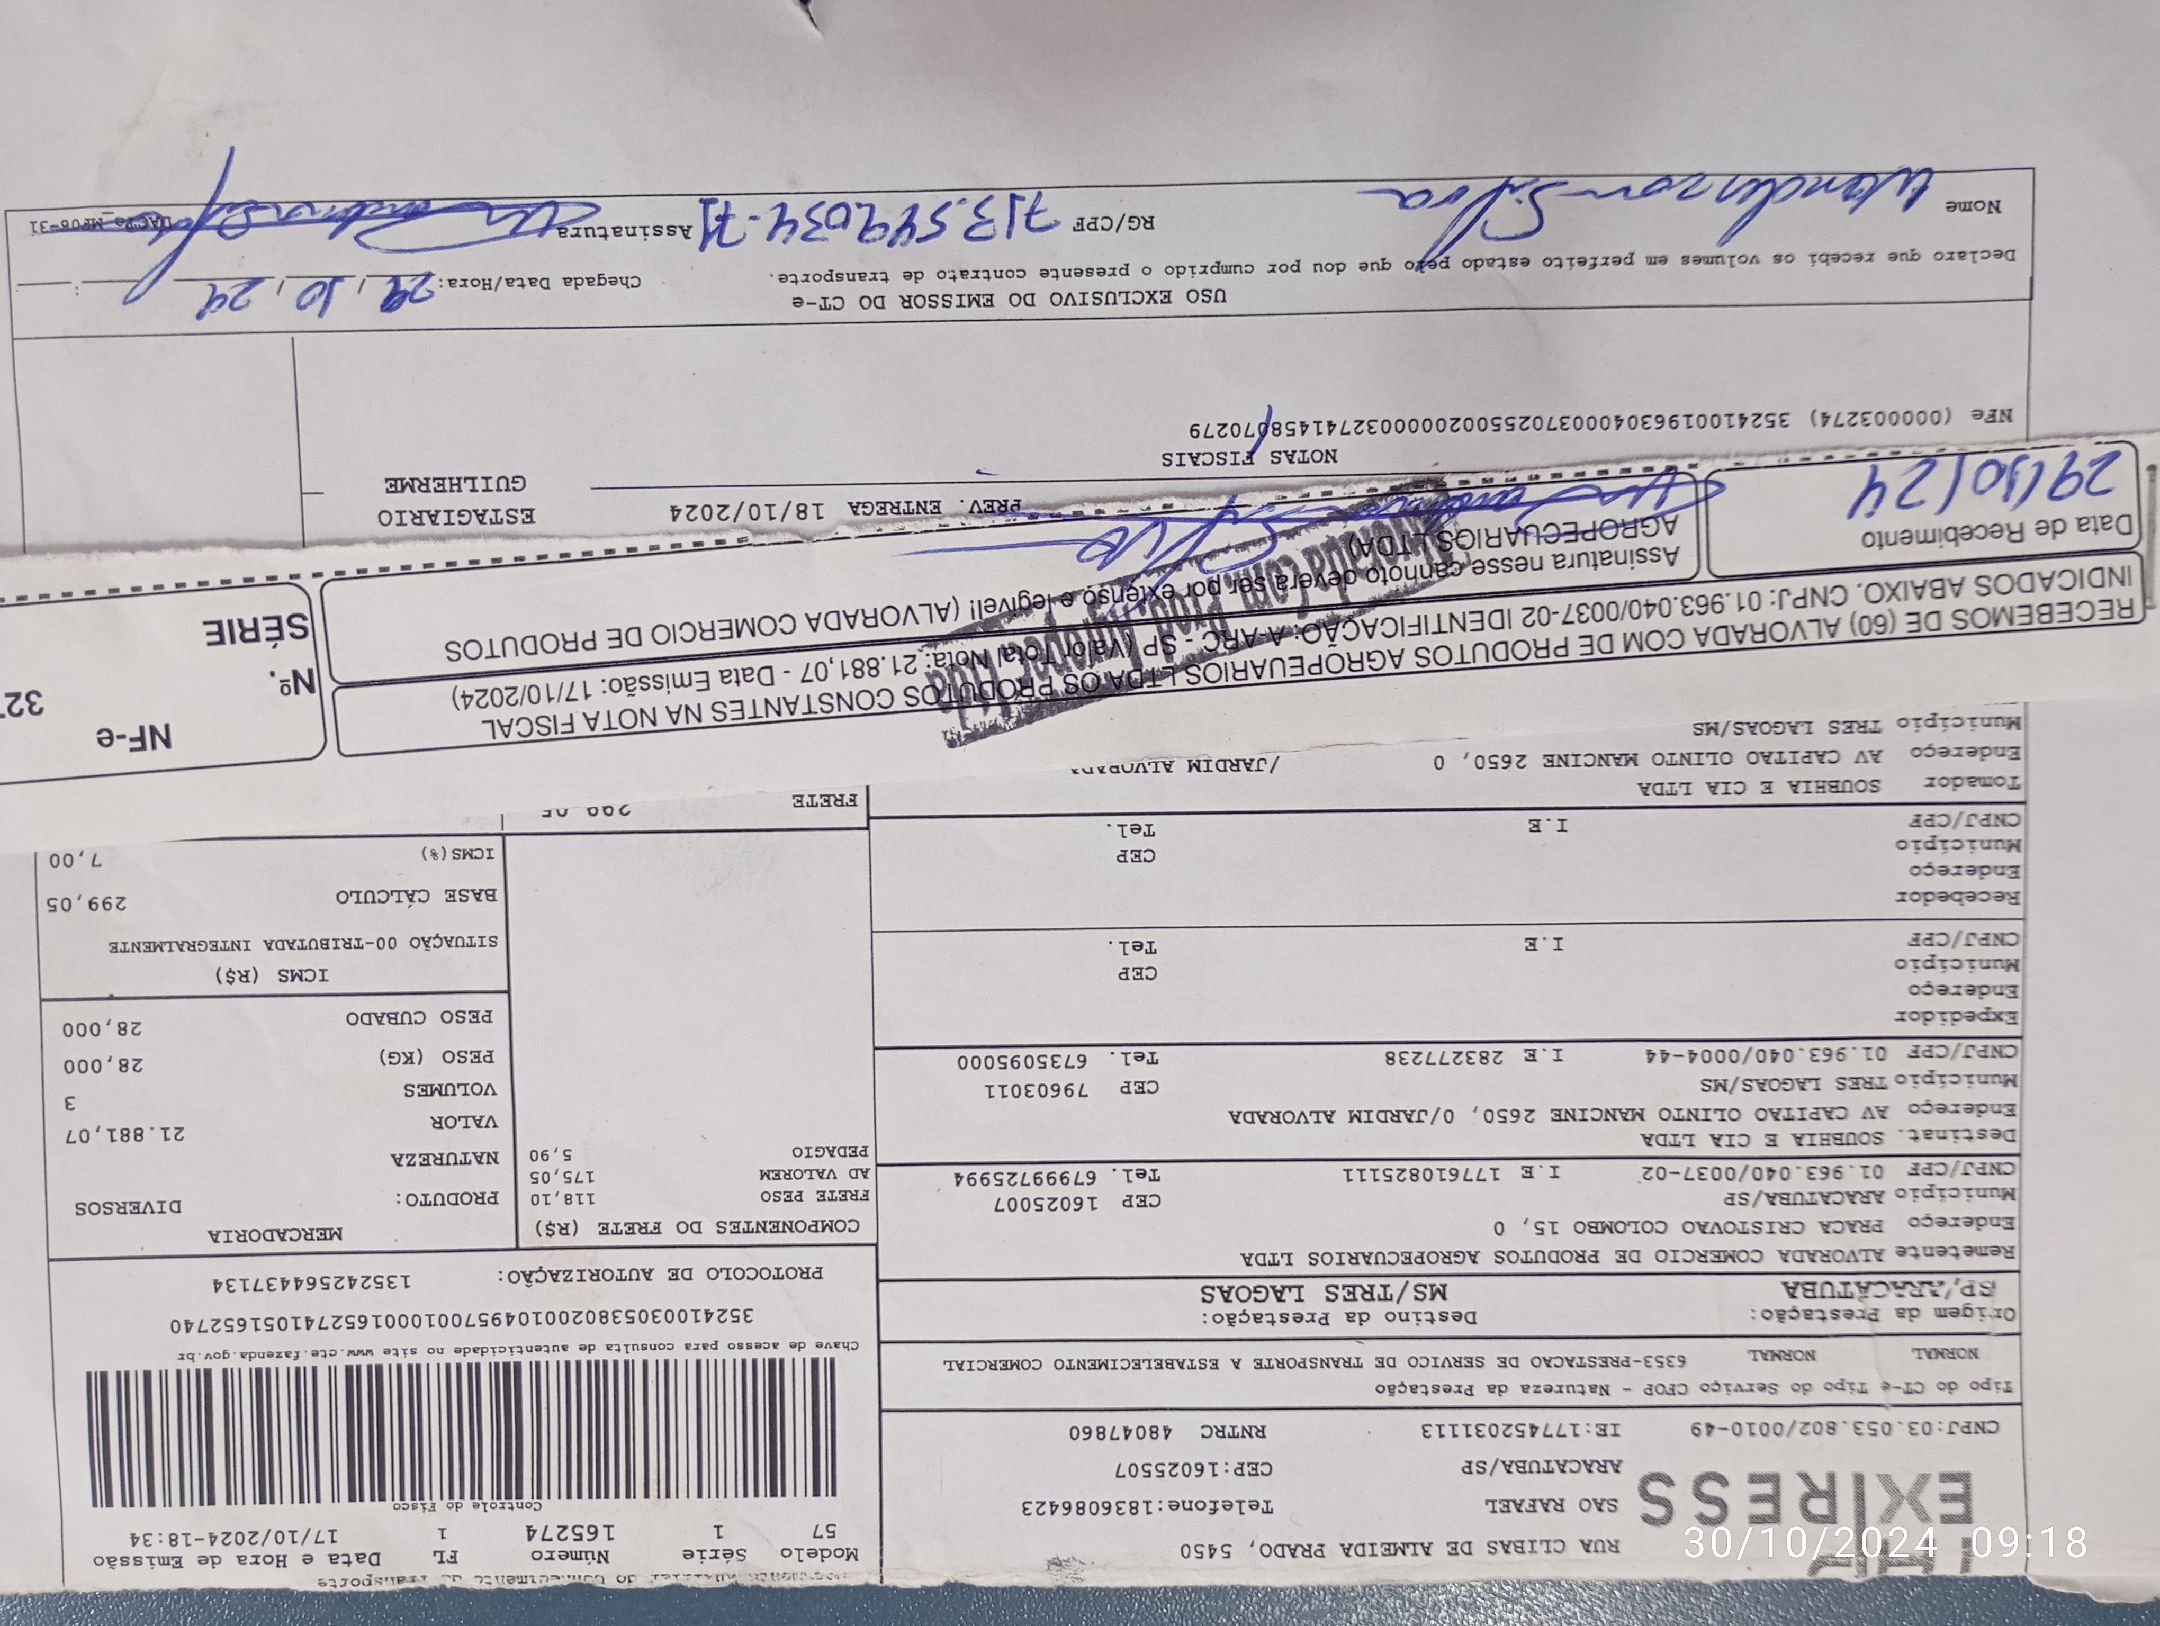 RUA CLIBAS DE ALMEIDA PRADO, 5450
SAO RAFAEL Telefone:1836086423
EXPRESS
ARACATUBA/SP CEP:16025507
CNPJ:03.053.802/0010-49 IE:177452031113 RNTRC 48047860
Modelo Série Número FL Data e Hora de Emissão
57 1 165274 1 17/10/2024-18:34
Controle do Fisco
Chave de acesso para consulta de autenticidade no site www.cte.fazenda.gov.br
35241003053802001049570010001652741051652740
PROTOCOLO DE AUTORIZAÇÃO: 135242564437134
Tipo do CT-e Tipo do Serviço CFOP - Natureza da Prestação
NORMAL NORMAL 6353-PRESTACAO DE SERVICO DE TRANSPORTE A ESTABELECIMENTO COMERCIAL
Origem da Prestação: Destino da Prestação:
SP/ARACATUBA MS/TRES LAGOAS
Remetente ALVORADA COMERCIO DE PRODUTOS AGROPECUARIOS LTDA
Endereço PRACA CRISTOVAO COLOMBO 15, 0
Município ARACATUBA/SP CEP 16025007
CNPJ/CPF 01.963.040/0037-02 I.E 177610825111 Tel. 67999725994
Destinat. SOUBHIA E CIA LTDA
Endereço AV CAPITAO OLINTO MANCINE 2650, 0/JARDIM ALVORADA
Município TRES LAGOAS/MS CEP 79603011
CNPJ/CPF 01.963.040/0004-44 I.E 283277238 Tel. 6735095000
Expedidor
Endereço
Município CEP
CNPJ/CPF I.E Tel.
Recebedor
Endereço
Município CEP
CNPJ/CPF I.E Tel.
Tomador SOUBHIA E CIA LTDA
Endereço AV CAPITAO OLINTO MANCINE 2650, 0 /JARDIM ALVORADA
Município TRES LAGOAS/MS
COMPONENTES DO FRETE (R$)
FRETE PESO 118,10
AD VALOREM 175,05
PEDAGIO 5,90
FRETE
MERCADORIA
PRODUTO: DIVERSOS
NATUREZA
VALOR 21.881,07
VOLUMES 3
PESO (KG) 28,000
PESO CUBADO 28,000
ICMS (R$)
SITUAÇÃO 00-TRIBUTADA INTEGRALMENTE
BASE CÁLCULO 299,05
ICMS(%) 7,00
RECEBEMOS DE (60) ALVORADA COM DE PRODUTOS AGROPEUARIOS LTDA OS PRODUTOS CONSTANTES NA NOTA FISCAL
INDICADOS ABAIXO. CNPJ: 01.963.040/0037-02 IDENTIFICAÇÃO: A-ARC - SP (Valor Total Nota: 21.881,07 - Data Emissão: 17/10/2024)
Data de Recebimento
29/10/24
Assinatura nesse canhoto deverá ser por extenso e legível! (ALVORADA COMERCIO DE PRODUTOS
AGROPECUARIOS LTDA)
Alvorada Com. Prod. Agropec. Ltda
NF-e
Nº.
SÉRIE
PREV. ENTREGA 18/10/2024
ESTAGIARIO
GUILHERME
NOTAS FISCAIS
NFe (000003274) 35241001963040003702550020000032741458070279
USO EXCLUSIVO DO EMISSOR DO CT-e
Declaro que recebi os volumes em perfeito estado pelo que dou por cumprido o presente contrato de transporte.
Chegada Data/Hora: 29/10/24 :
Nome Wanderson Silva RG/CPF 713.549.034-71 Assinatura
30/10/2024 09:18